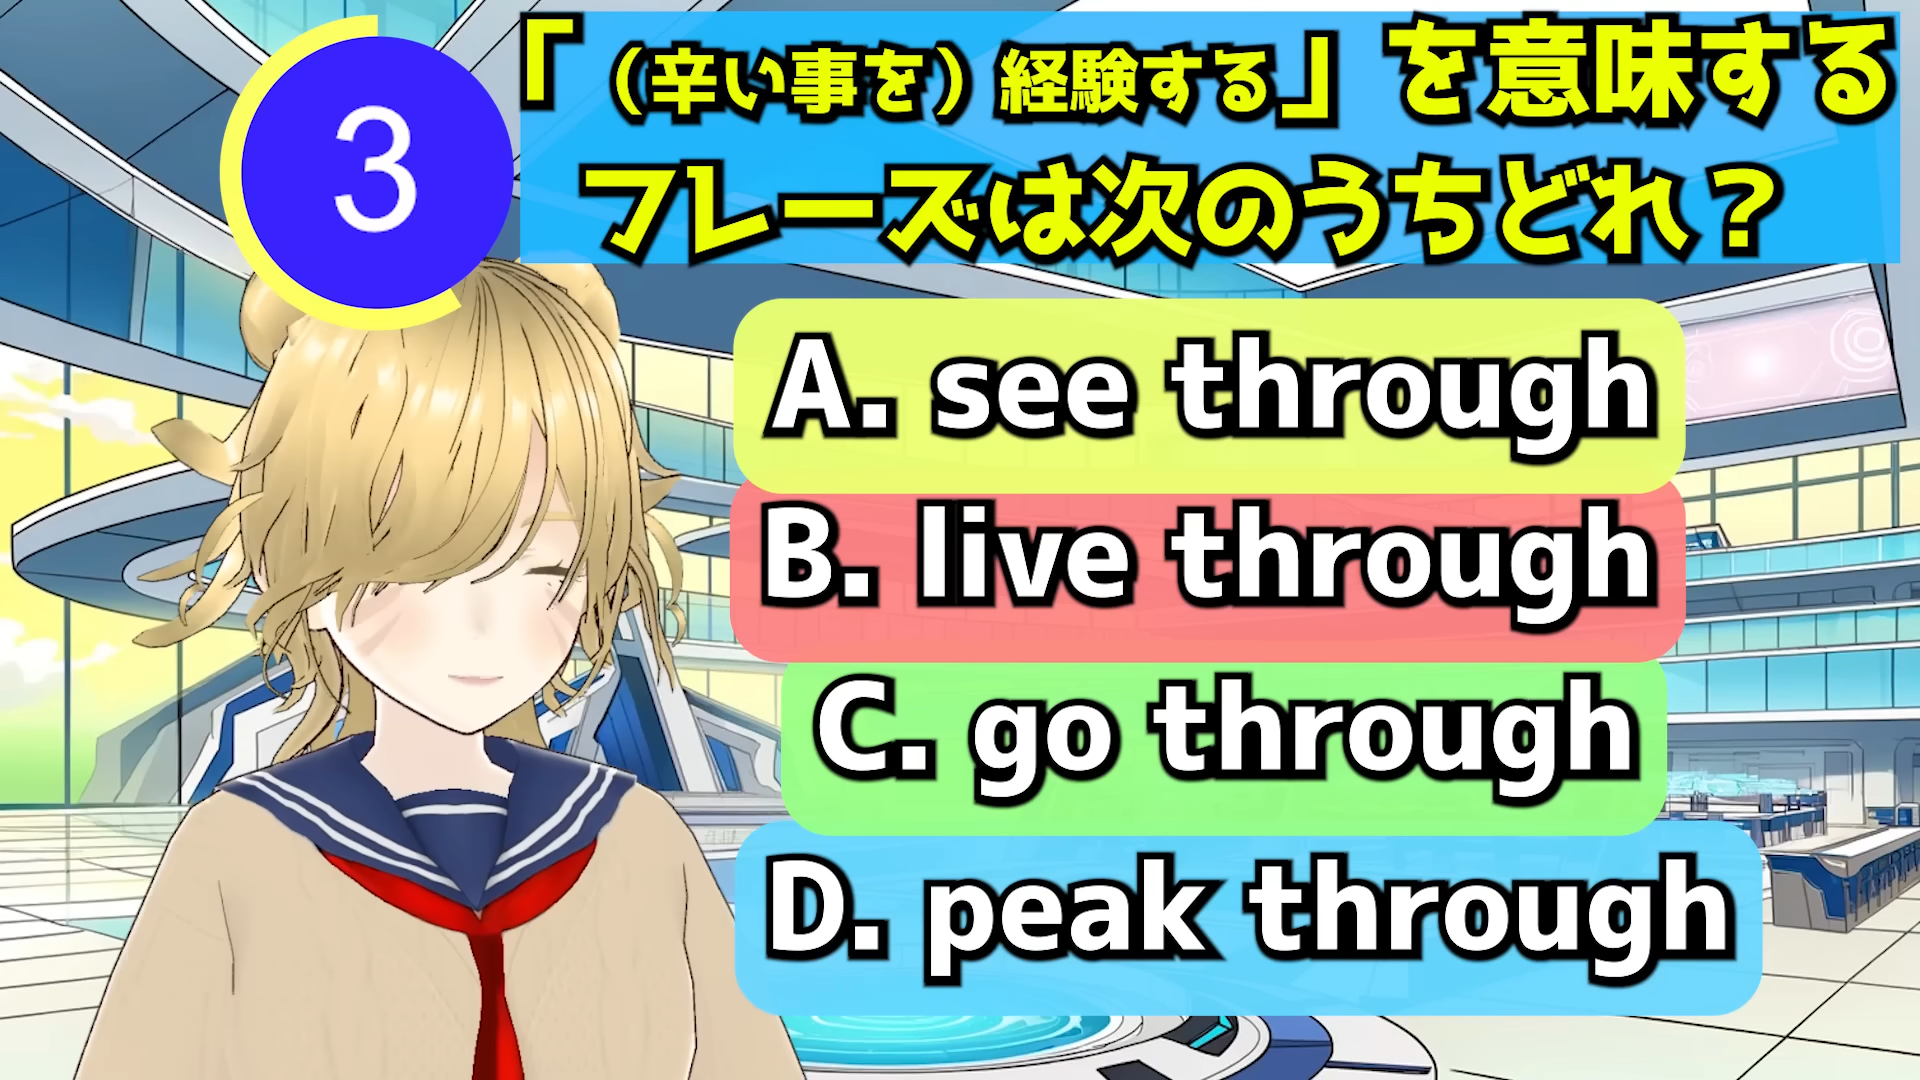 3
「（辛い事を）経験する」を意味する
フレーズは次のうちどれ？
A. see through
B. live through
C. go through
D. peak through